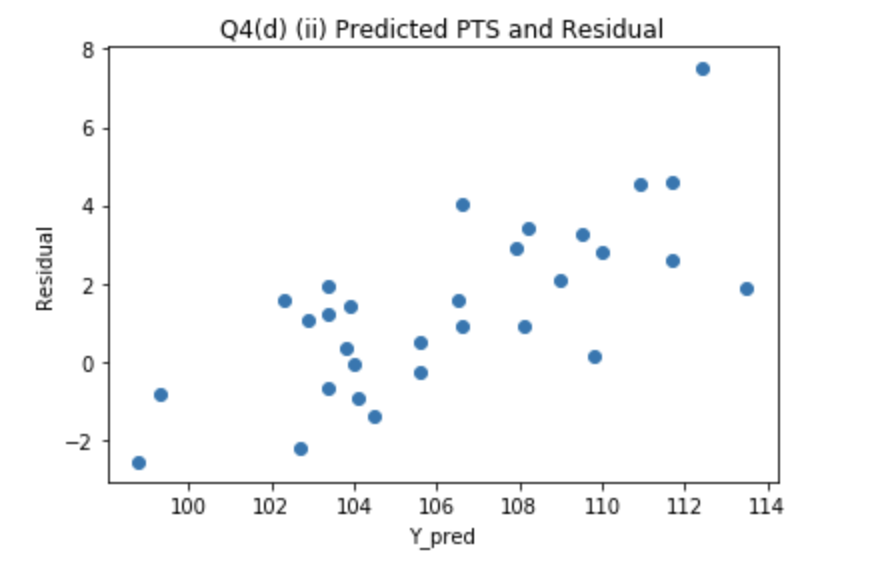 Q4(d) (ii) Predicted PTS and Residual
8
6
4
2
0
−2
Residual
100 102 104 106 108 110 112 114
Y_pred